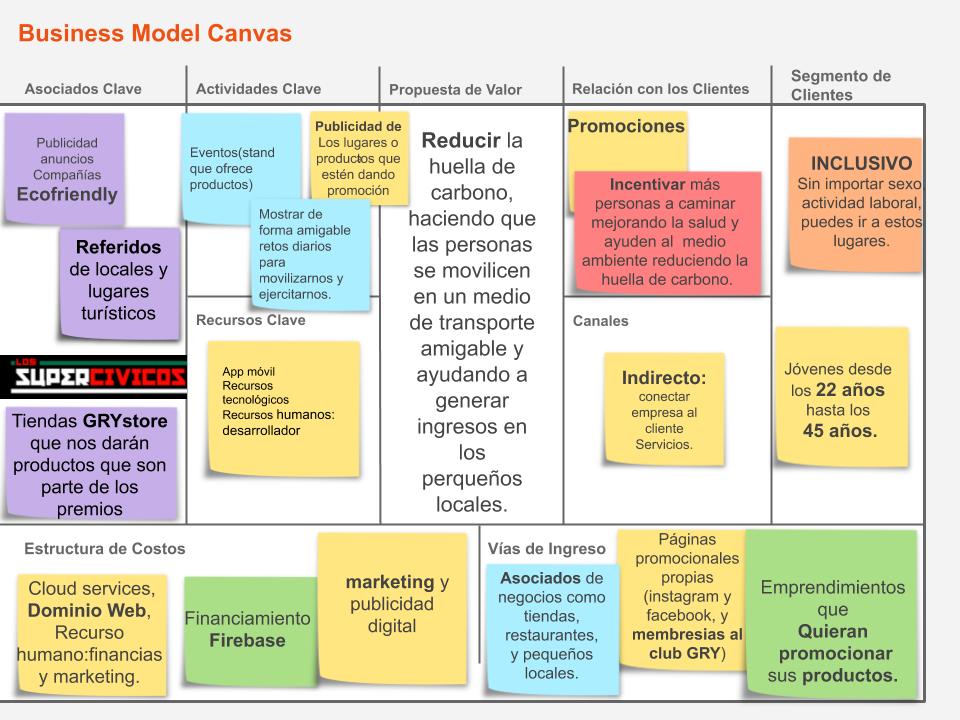 Business Model Canvas
Asociados Clave
Publicidad
anuncios
Compañías
Ecofriendly
Referidos
de locales y
lugares
turísticos
LOS
SUPERCIVICOS
Tiendas GRYstore
que nos darán
productos que son
parte de los
premios
Actividades Clave
Eventos(stand
que ofrece
productos)
Publicidad de
Los lugares o
productos que
estén dando
promoción
Mostrar de
forma amigable
retos diarios
para
movilizarnos y
ejercitarnos.
Recursos Clave
App móvil
Recursos
tecnológicos
Recursos humanos:
desarrollador
Propuesta de Valor
Reducir la
huella de
carbono,
haciendo que
las personas
se movilicen
en un medio
de transporte
amigable y
ayudando a
generar
ingresos en
los
perqueños
locales.
Relación con los Clientes
Promociones
Incentivar más
personas a caminar
mejorando la salud y
ayuden al medio
ambiente reduciendo la
huella de carbono.
Canales
Indirecto:
conectar
empresa al
cliente
Servicios.
Segmento de
Clientes
INCLUSIVO
Sin importar sexo,
actividad laboral,
puedes ir a estos
lugares.
Jóvenes desde
los 22 años
hasta los
45 años.
Estructura de Costos
Cloud services,
Dominio Web,
Recurso
humano:financias
y marketing.
Financiamiento
Firebase
marketing y
publicidad
digital
Vías de Ingreso
Asociados de
negocios como
tiendas,
restaurantes,
y pequeños
locales.
Páginas
promocionales
propias
(instagram y
facebook, y
membresias al
club GRY)
Emprendimientos
que
Quieran
promocionar
sus productos.